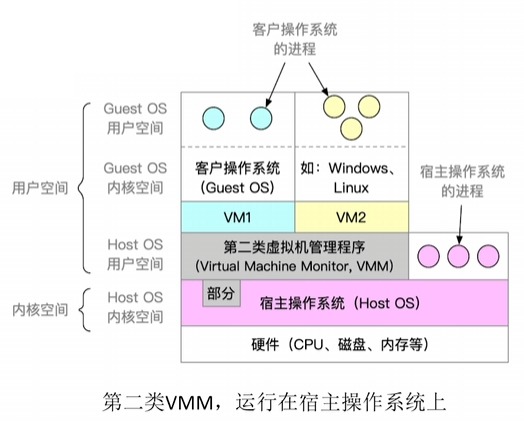 客户操作系统
的进程
Guest OS
用户空间
Guest OS
内核空间
客户操作系统
(Guest OS)
如：Windows、
Linux
宿主操作系统
的进程
用户空间
VM1
VM2
Host OS
用户空间
第二类虚拟机管理程序
(Virtual Machine Monitor, VMM)
内核空间
Host OS
内核空间
部分
宿主操作系统（Host OS）
硬件（CPU、磁盘、内存等）
第二类VMM，运行在宿主操作系统上